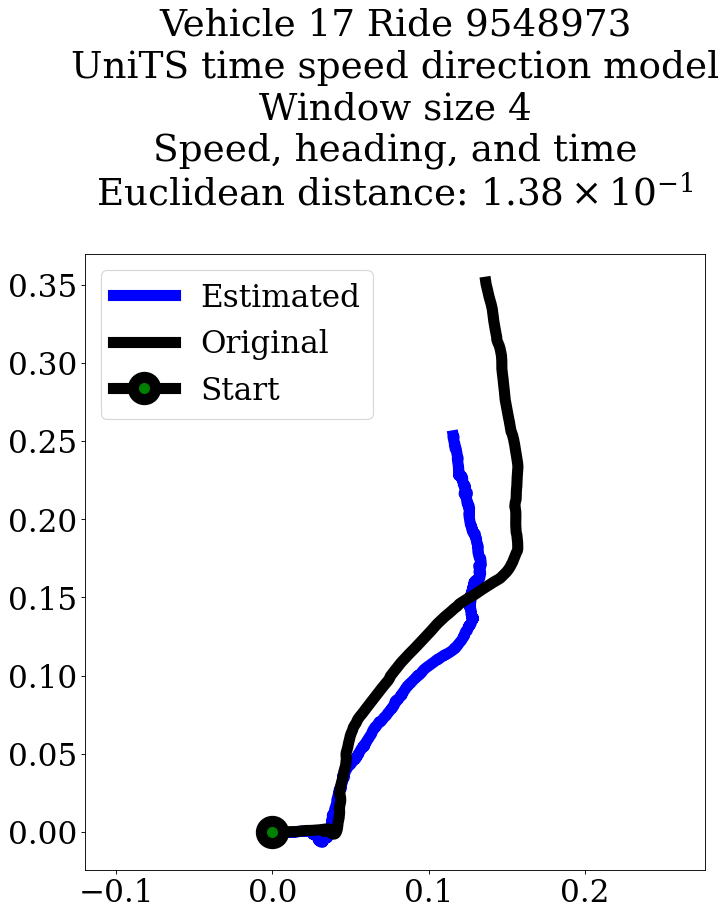 Vehicle 17 Ride 9548973
UniTS time speed direction model
Window size 4
Speed, heading, and time
Euclidean distance: 1.38 × 10⁻¹
Estimated
Original
Start
0.35
0.30
0.25
0.20
0.15
0.10
0.05
0.00
−0.1 0.0 0.1 0.2